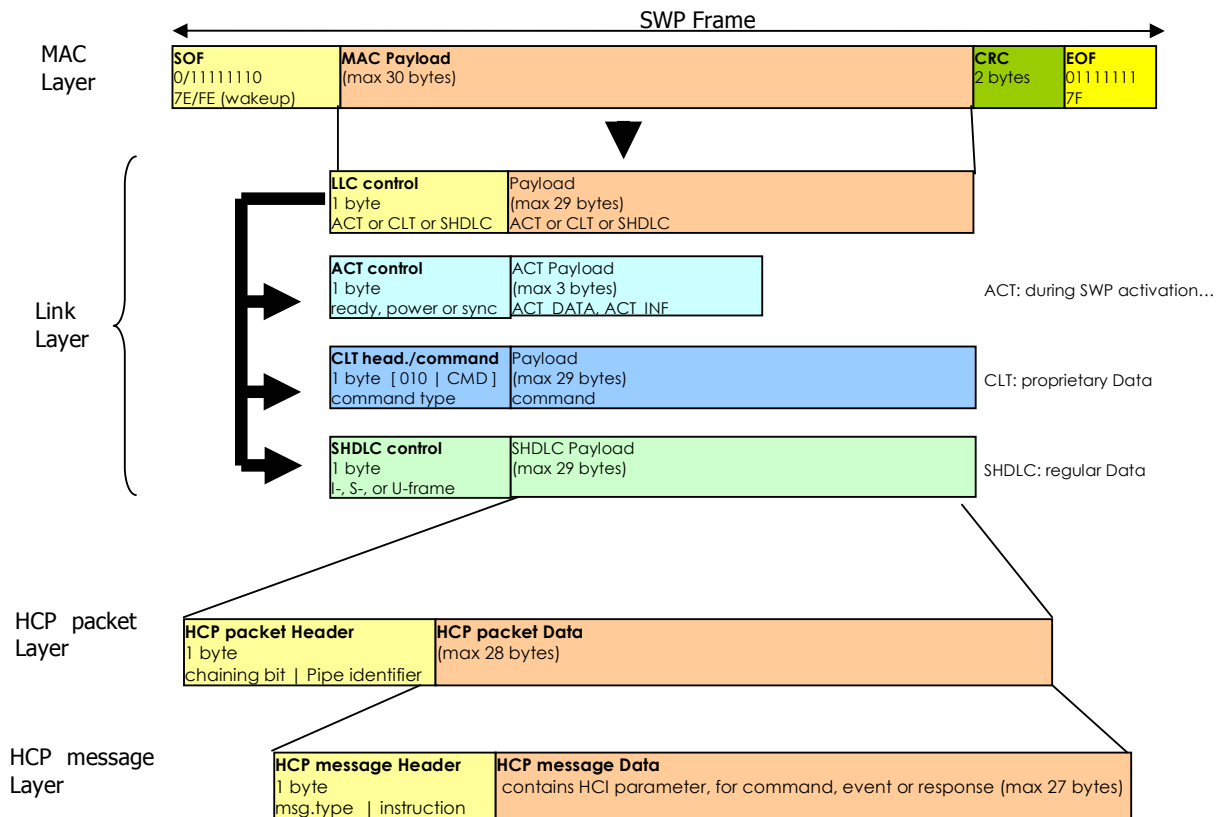 SWP Frame
MAC
Layer
SOF
0/11111110
7E/FE (wakeup)
MAC Payload
(max 30 bytes)
CRC
2 bytes
EOF
01111111
7F
Link
Layer
LLC control
1 byte
ACT or CLT or SHDLC
Payload
(max 29 bytes)
ACT or CLT or SHDLC
ACT control
1 byte
ready, power or sync
ACT Payload
(max 3 bytes)
ACT_DATA, ACT_INF
ACT: during SWP activation…
CLT head./command
1 byte [ 010 | CMD ]
command type
Payload
(max 29 bytes)
command
CLT: proprietary Data
SHDLC control
1 byte
I-, S-, or U-frame
SHDLC Payload
(max 29 bytes)
SHDLC: regular Data
HCP packet
Layer
HCP packet Header
1 byte
chaining bit | Pipe identifier
HCP packet Data
(max 28 bytes)
HCP message
Layer
HCP message Header
1 byte
msg.type | instruction
HCP message Data
contains HCI parameter, for command, event or response (max 27 bytes)